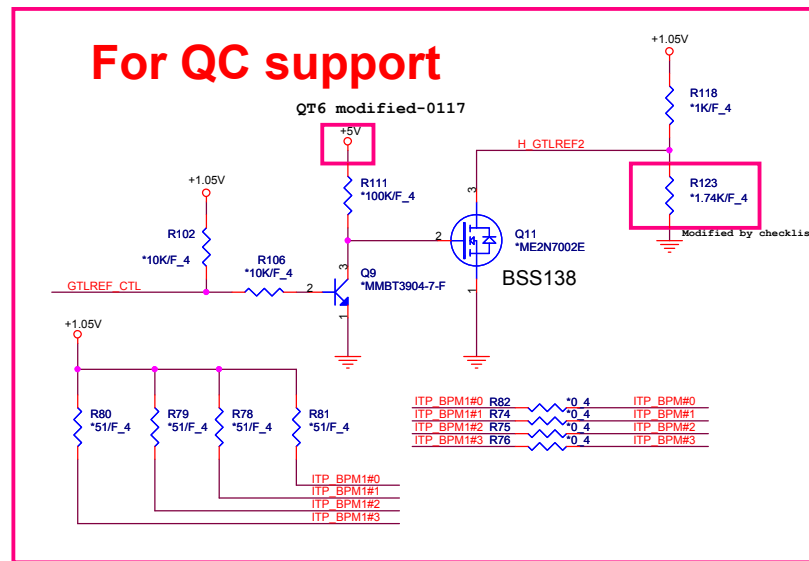 For QC support
QT6 modified-0117
+5V
+1.05V
R118
*1K/F_4
H_GTLREF2
R111
*100K/F_4
3
R123
*1.74K/F_4
Modified by checklis
+1.05V
R102
*10K/F_4
R106
*10K/F_4
GTLREF_CTL
2
3
Q9
*MMBT3904-7-F
1
2
Q11
*ME2N7002E
BSS138
1
+1.05V
R80
*51/F_4
R79
*51/F_4
R78
*51/F_4
R81
*51/F_4
ITP_BPM1#0
ITP_BPM1#1
ITP_BPM1#2
ITP_BPM1#3
ITP_BPM1#0 R82 *0_4 ITP_BPM#0
ITP_BPM1#1 R74 *0_4 ITP_BPM#1
ITP_BPM1#2 R75 *0_4 ITP_BPM#2
ITP_BPM1#3 R76 *0_4 ITP_BPM#3